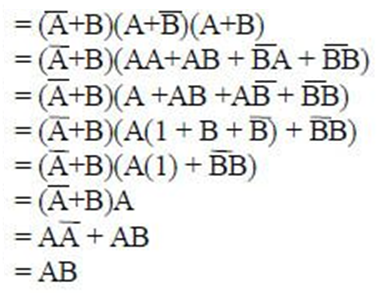 = (A̅+B)(A+B̅)(A+B)
= (A̅+B)(AA+AB + B̅A + B̅B)
= (A̅+B)(A +AB +AB̅ + B̅B)
= (A̅+B)(A(1 + B + B̅) + B̅B)
= (A̅+B)(A(1) + B̅B)
= (A̅+B)A
= AA̅ + AB
= AB